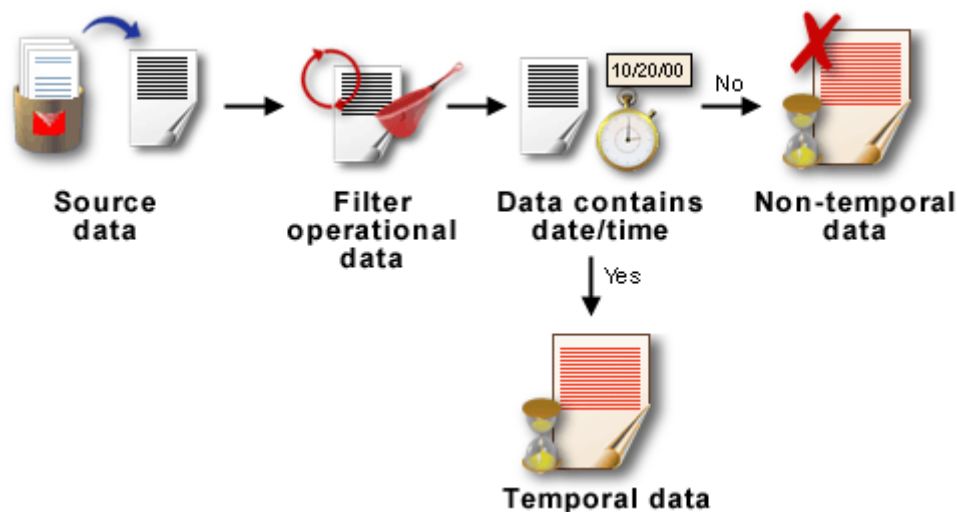 10/20/00
No
Source
data
Filter
operational
data
Data contains
date/time
Non-temporal
data
Yes
Temporal data